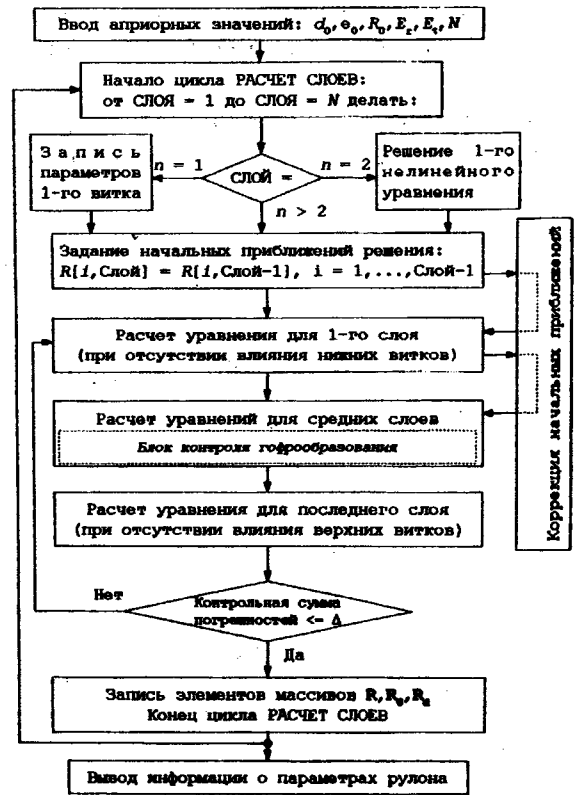 Ввод априорных значений: d₀, e₀, R₀, Eᵣ, Eₜ, N
Начало цикла РАСЧЕТ СЛОЕВ:
от СЛОЯ = 1 до СЛОЯ = N делать:
Запись
параметров
1-го витка
n = 1
СЛОЙ =
n = 2
Решение 1-го
нелинейного
уравнения
n > 2
Задание начальных приближений решения:
R[i,Слой] = R[i,Слой-1], i = 1,...,Слой-1
Коррекция начальных приближений
Расчет уравнения для 1-го слоя
(при отсутствии влияния нижних витков)
Расчет уравнений для средних слоев
Блок контроля гофрообразования
Расчет уравнения для последнего слоя
(при отсутствии влияния верхних витков)
Нет
Контрольная сумма
погрешностей <= Δ
Да
Запись элементов массивов R,
Конец цикла РАСЧЕТ СЛОЕВ
Вывод информации о параметрах рулона